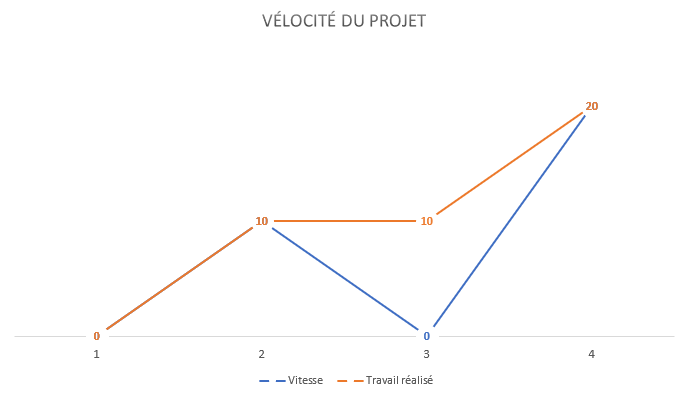 VÉLOCITÉ DU PROJET
20
10 10
0 0
1 2 3 4
Vitesse Travail réalisé